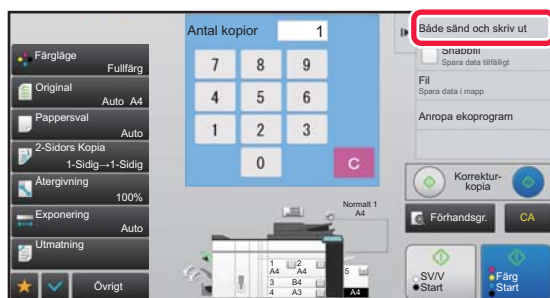 Antal kopior 1
Både sänd och skriv ut
Färgläge
Fullfärg
Original
Auto A4
Pappersval
Auto
2-Sidors Kopia
1-Sidig→1-Sidig
Återgivning
100%
Exponering
Auto
Utmatning
Övrigt
7 8 9
4 5 6
1 2 3
0 C
Snabbfil
Spara data tillfälligt
Fil
Spara data i mapp
Anropa ekoprogram
Korrektur-
kopia
Förhandsgr.
CA
SV/V
Start
Färg
Start
Normalt 1
A4
1 2
A4 A4
3 B4
4 A3
5
A4